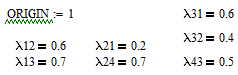 ORIGIN := 1
λ31 = 0.6
λ12 = 0.6 λ21 = 0.2 λ32 = 0.4
λ13 = 0.7 λ24 = 0.7 λ43 = 0.5